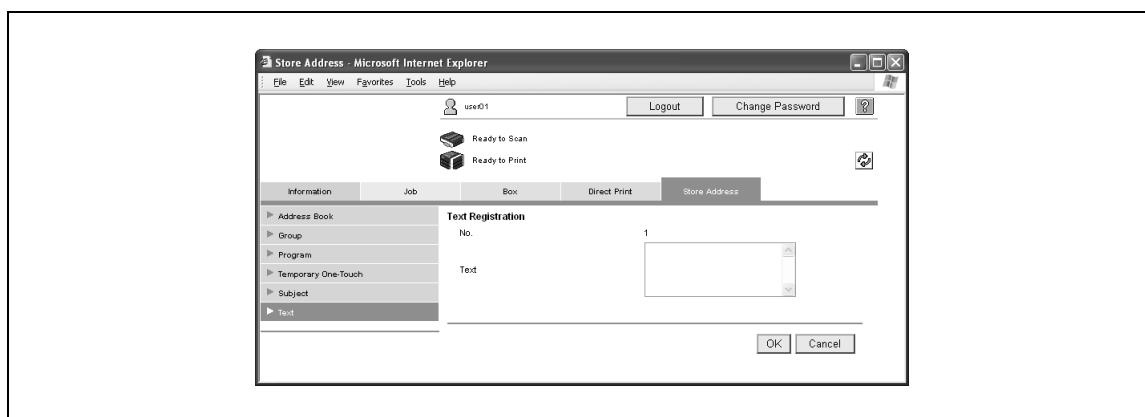 Store Address - Microsoft Internet Explorer
File Edit View Favorites Tools Help
user01 Logout Change Password ?
Ready to Scan
Ready to Print
Information Job Box Direct Print Store Address
Address Book
Group
Program
Temporary One-Touch
Subject
Text
Text Registration
No. 1
Text
OK Cancel